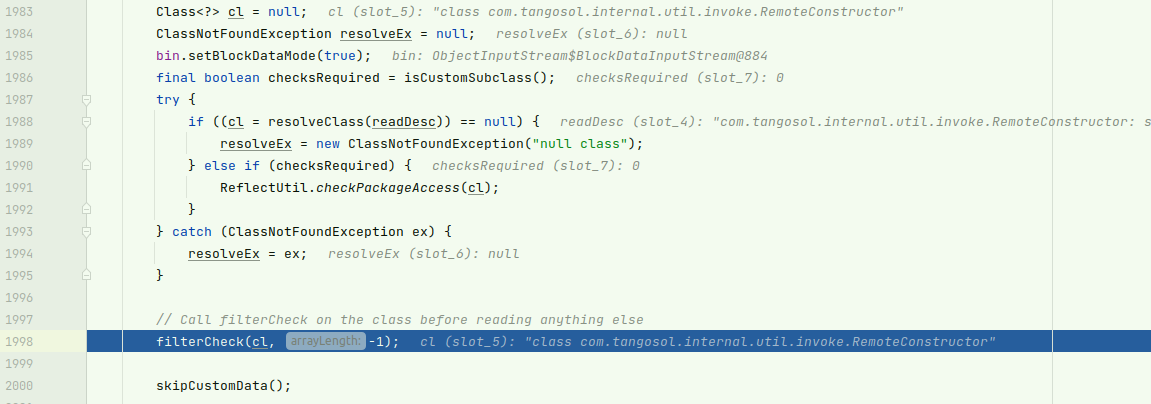 1983 Class<?> cl = null; cl (slot_5): "class com.tangosol.internal.util.invoke.RemoteConstructor"
1984 ClassNotFoundException resolveEx = null; resolveEx (slot_6): null
1985 bin.setBlockDataMode(true); bin: ObjectInputStream$BlockDataInputStream@884
1986 final boolean checksRequired = isCustomSubclass(); checksRequired (slot_7): 0
1987 try {
1988 if ((cl = resolveClass(readDesc)) == null) { readDesc (slot_4): "com.tangosol.internal.util.invoke.RemoteConstructor: s
1989 resolveEx = new ClassNotFoundException("null class");
1990 } else if (checksRequired) { checksRequired (slot_7): 0
1991 ReflectUtil.checkPackageAccess(cl);
1992 }
1993 } catch (ClassNotFoundException ex) {
1994 resolveEx = ex; resolveEx (slot_6): null
1995 }
1996
1997 // Call filterCheck on the class before reading anything else
1998 filterCheck(cl, arrayLength: -1); cl (slot_5): "class com.tangosol.internal.util.invoke.RemoteConstructor"
1999
2000 skipCustomData();